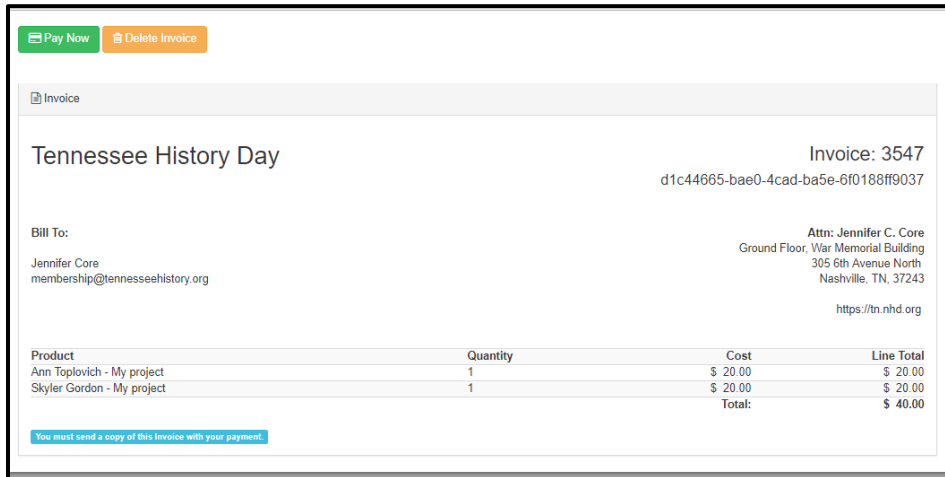 Pay Now Delete Invoice
Invoice
Tennessee History Day
Invoice: 3547
d1c44665-bae0-4cad-ba5e-6f0188ff9037
Bill To:
Jennifer Core
membership@tennesseehistory.org
Attn: Jennifer C. Core
Ground Floor, War Memorial Building
305 6th Avenue North
Nashville, TN, 37243
https://tn.nhd.org
Product Quantity Cost Line Total
Ann Toplovich - My project 1 $ 20.00 $ 20.00
Skyler Gordon - My project 1 $ 20.00 $ 20.00
Total: $ 40.00
You must send a copy of this Invoice with your payment.